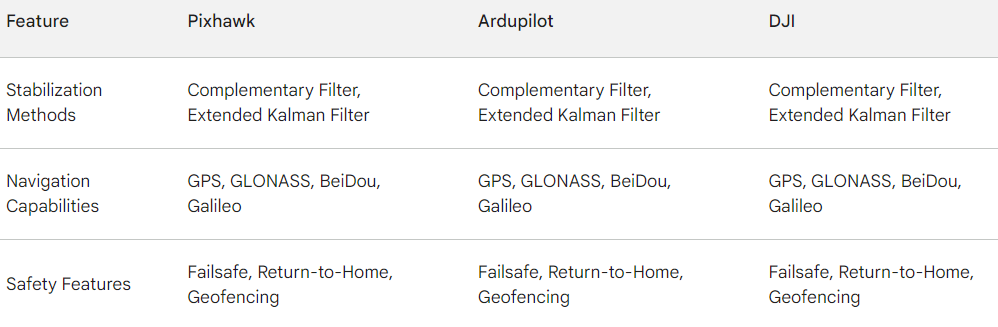 Feature Pixhawk Ardupilot DJI
Stabilization Methods Complementary Filter, Extended Kalman Filter Complementary Filter, Extended Kalman Filter Complementary Filter, Extended Kalman Filter
Navigation Capabilities GPS, GLONASS, BeiDou, Galileo GPS, GLONASS, BeiDou, Galileo GPS, GLONASS, BeiDou, Galileo
Safety Features Failsafe, Return-to-Home, Geofencing Failsafe, Return-to-Home, Geofencing Failsafe, Return-to-Home, Geofencing